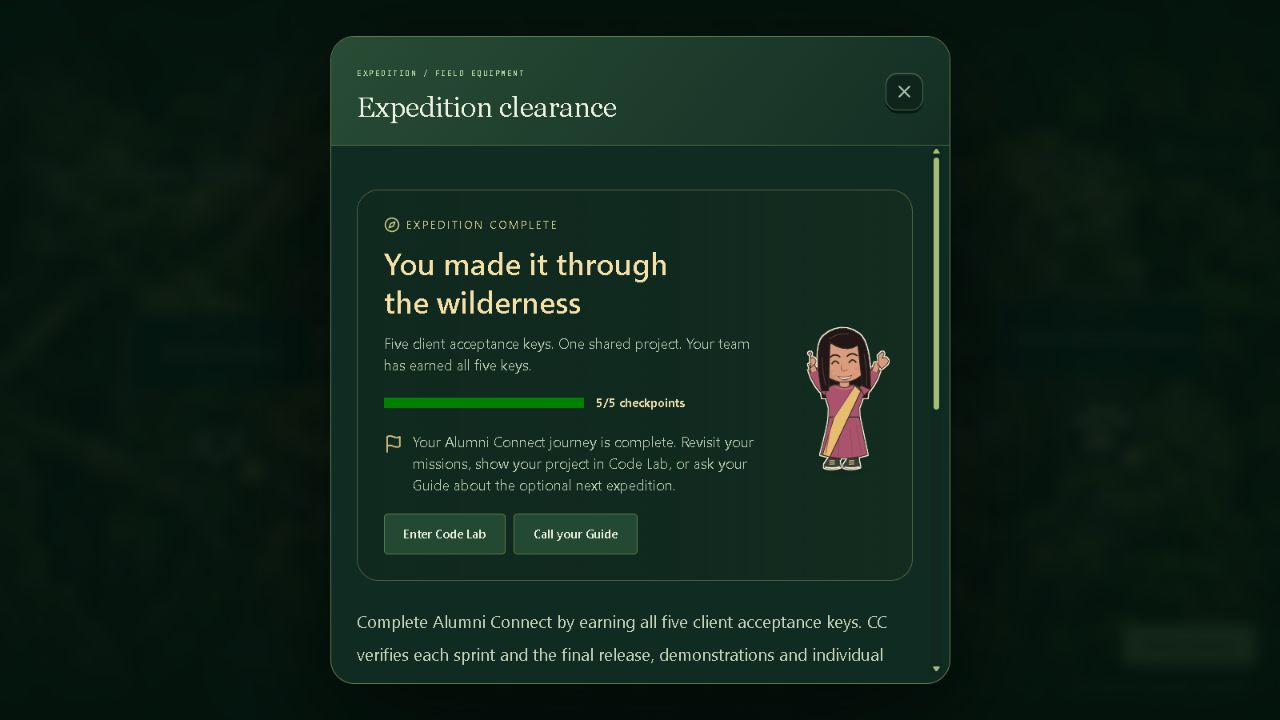 EXPEDITION / FIELD EQUIPMENT
Expedition clearance
EXPEDITION COMPLETE
You made it through
the wilderness
Five client acceptance keys. One shared project. Your team
has earned all five keys.
5/5 checkpoints
Your Alumni Connect journey is complete. Revisit your
missions, show your project in Code Lab, or ask your
Guide about the optional next expedition.
Enter Code Lab
Call your Guide
Complete Alumni Connect by earning all five client acceptance keys. CC
verifies each sprint and the final release, demonstrations and individual